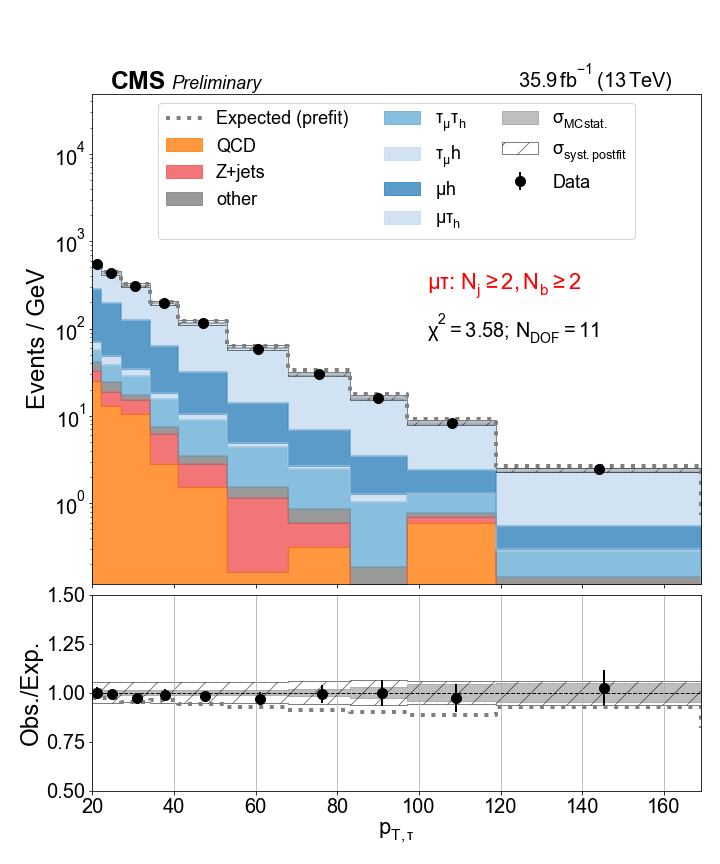 CMS Preliminary 35.9 fb⁻¹ (13 TeV)
Expected (prefit)
QCD
Z+jets
other
τ_μτ_h
τ_μh
μh
μτ_h
σ_MC stat.
σ_syst. postfit
Data
μτ: N_j ≥ 2, N_b ≥ 2
χ² = 3.58; N_DOF = 11
Events / GeV
10⁴
10³
10²
10¹
10⁰
Obs./Exp.
1.50
1.25
1.00
0.75
0.50
20 40 60 80 100 120 140 160
p_T,τ